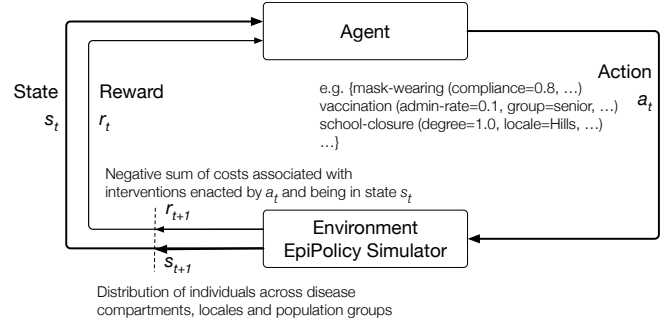 Agent
State
s_t
Reward
r_t
Action
a_t
e.g. {mask-wearing (compliance=0.8, …)
vaccination (admin-rate=0.1, group=senior, …)
school-closure (degree=1.0, locale=Hills, …)
…}
Negative sum of costs associated with
interventions enacted by a_t and being in state s_t
r_{t+1}
Environment
EpiPolicy Simulator
s_{t+1}
Distribution of individuals across disease
compartments, locales and population groups